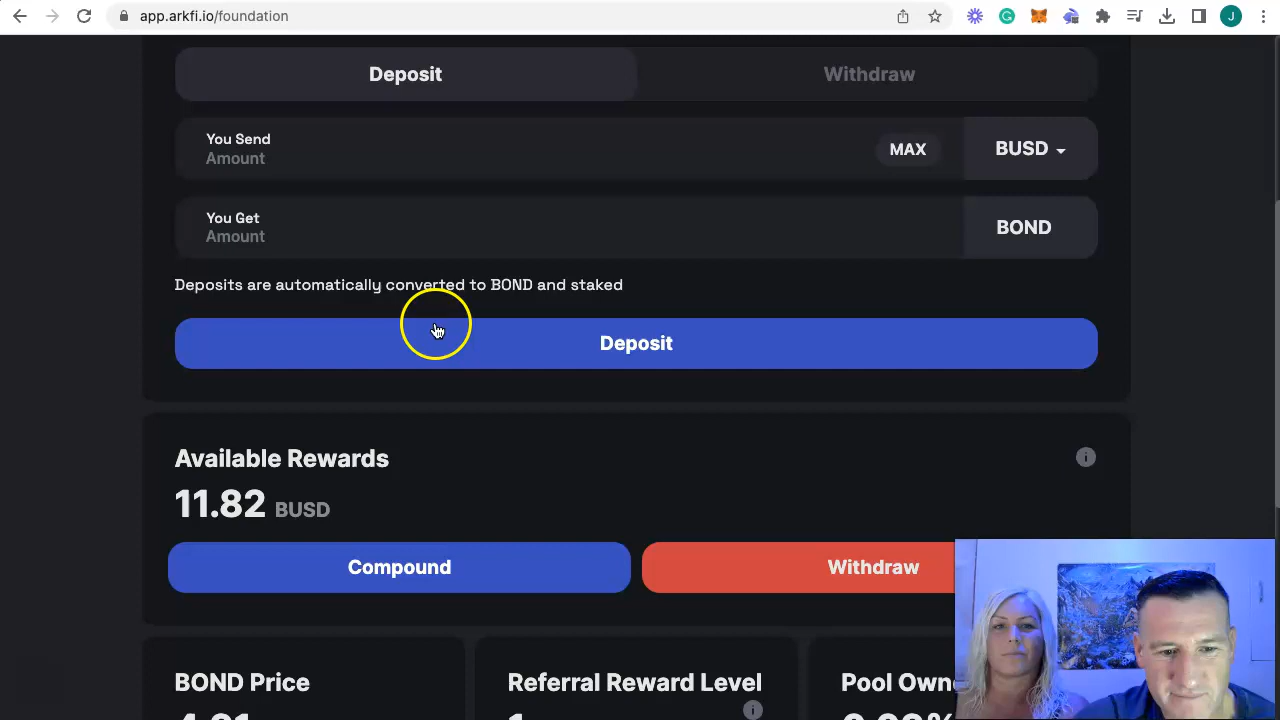 app.arkfi.io/foundation
J
Deposit
Withdraw
You Send
Amount
MAX
BUSD
You Get
Amount
BOND
Deposits are automatically converted to BOND and staked
Deposit
Available Rewards
11.82 BUSD
Compound
Withdraw
BOND Price
Referral Reward Level
Pool